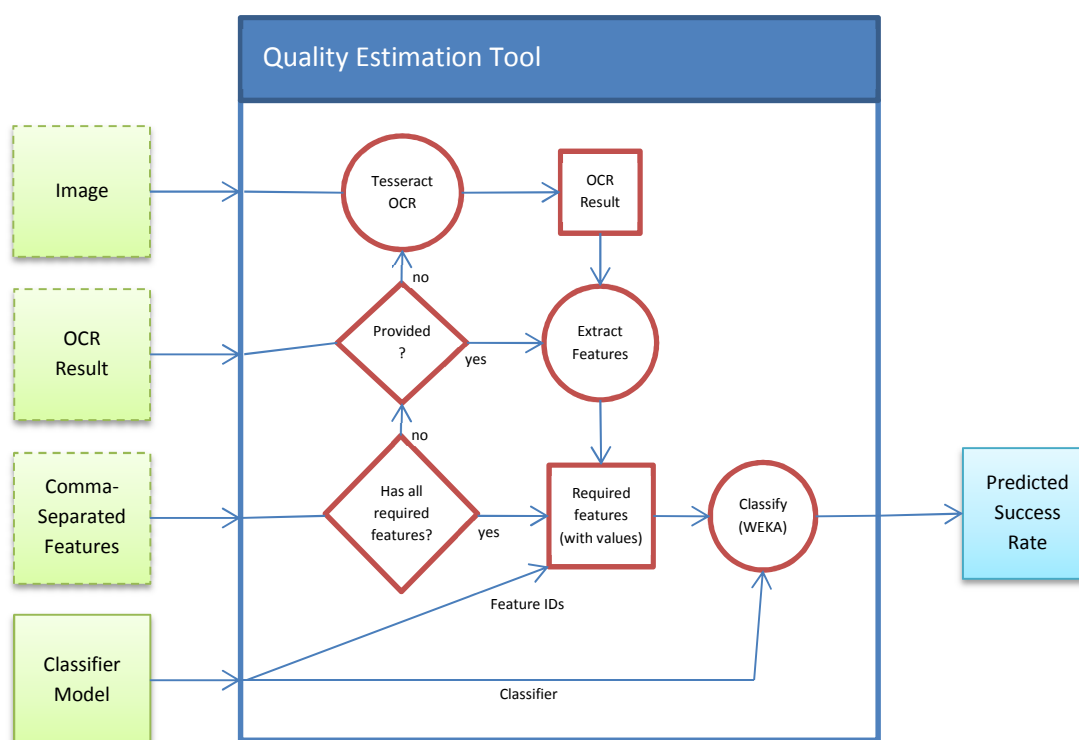 Quality Estimation Tool
Image
Tesseract
OCR
OCR
Result
no
OCR
Result
Provided
?
yes
Extract
Features
no
Comma-
Separated
Features
Has all
required
features?
yes
Required
features
(with values)
Classify
(WEKA)
Predicted
Success
Rate
Feature IDs
Classifier
Model
Classifier